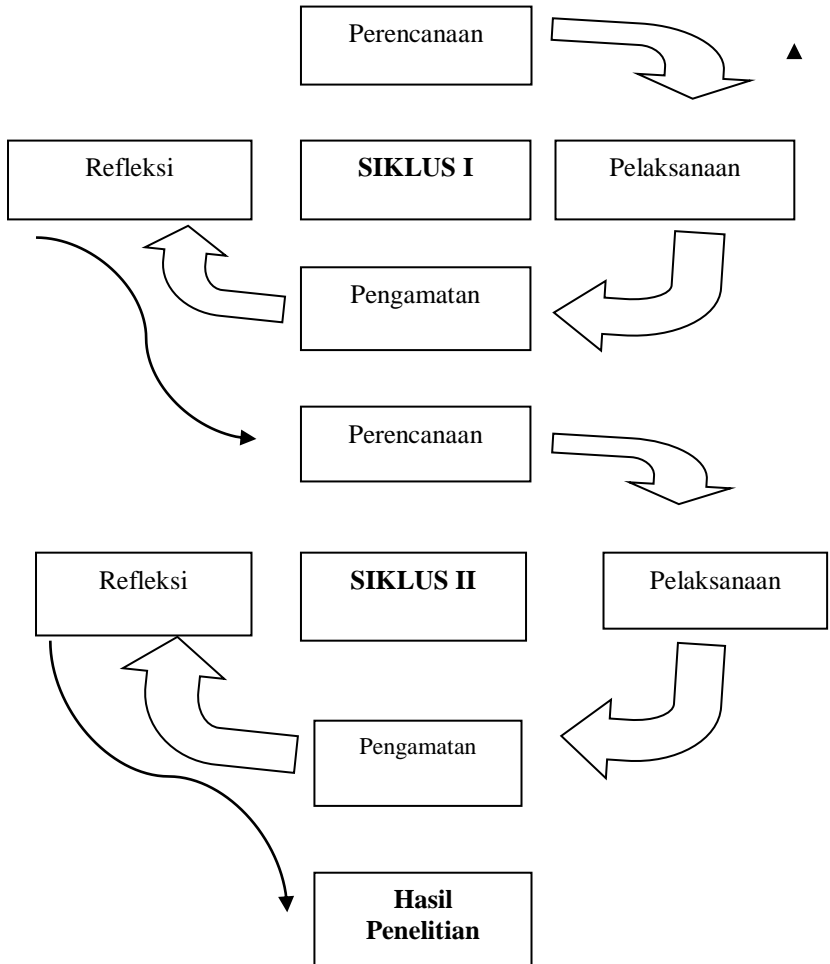 Perencanaan
Refleksi
SIKLUS I
Pelaksanaan
Pengamatan
Perencanaan
Refleksi
SIKLUS II
Pelaksanaan
Pengamatan
Hasil
Penelitian